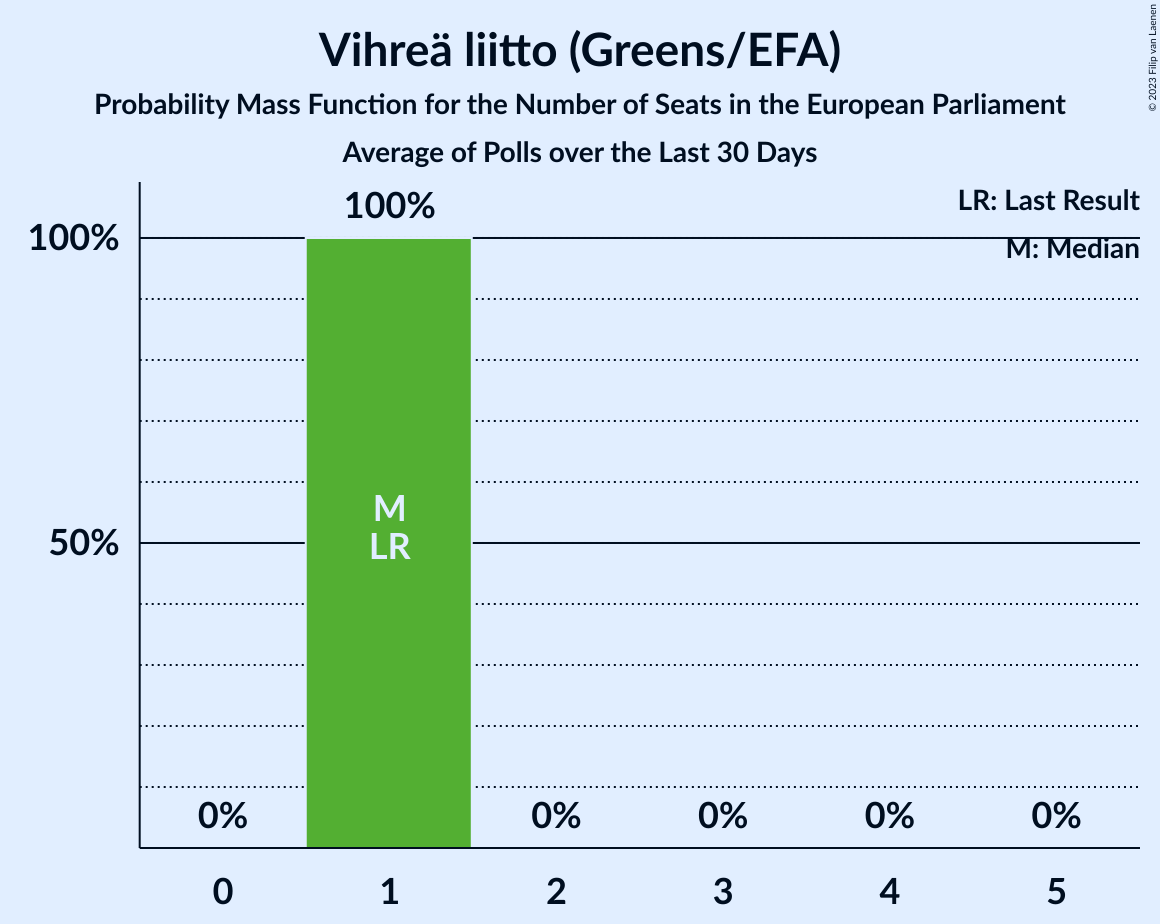 Vihreä liitto (Greens/EFA)
Probability Mass Function for the Number of Seats in the European Parliament
Average of Polls over the Last 30 Days
© 2023 Filip van Laenen
LR: Last Result
M: Median
100%
100%
50%
M
LR
0%
0%
0%
0%
0%
0
1
2
3
4
5